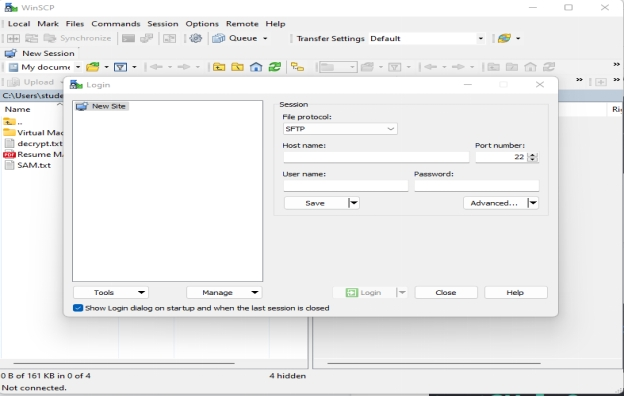 WinSCP
Local Mark Files Commands Session Options Remote Help
Synchronize Queue Transfer Settings Default
New Session
My docume
Upload
Login
C:\Users\stude
Name
..
Virtual Mac
decrypt.txt
PDF Resume Ma
SAM.txt
New Site
Session
File protocol:
SFTP
Host name:
Port number:
22
User name:
Password:
Save
Advanced...
Tools
Manage
Login
Close
Help
Show Login dialog on startup and when the last session is closed
0 B of 161 KB in 0 of 4
4 hidden
Not connected.